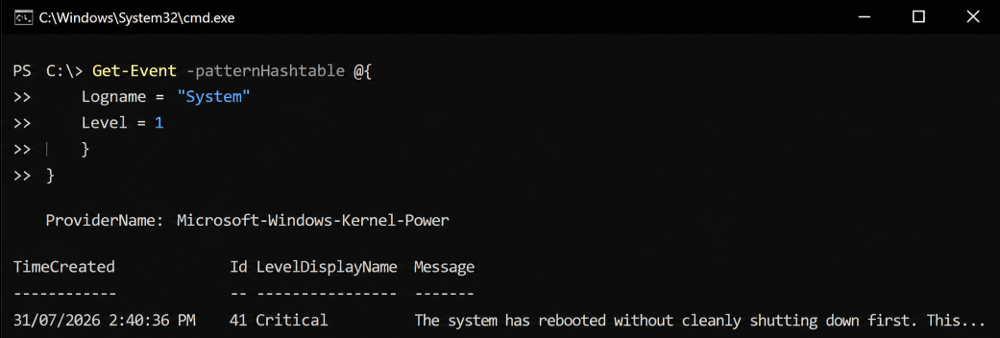 C:\Windows\System32\cmd.exe
PS C:\> Get-Event -patternHashtable @{
>> Logname = "System"
>> Level = 1
>> | }
>> }
ProviderName: Microsoft-Windows-Kernel-Power
TimeCreated Id LevelDisplayName Message
------------ -- ---------------- -------
31/07/2026 2:40:36 PM 41 Critical The system has rebooted without cleanly shutting down first. This...